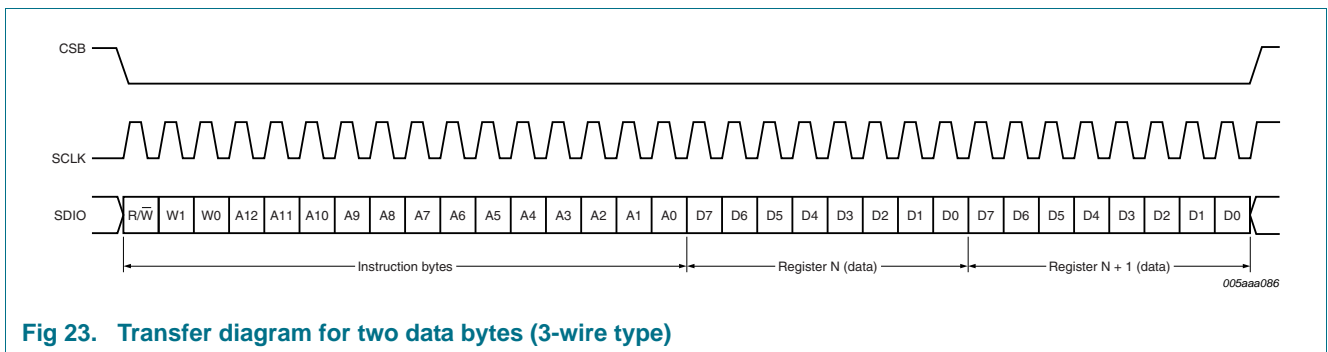 CSB
SCLK
SDIO R/W̅ W1 W0 A12 A11 A10 A9 A8 A7 A6 A5 A4 A3 A2 A1 A0 D7 D6 D5 D4 D3 D2 D1 D0 D7 D6 D5 D4 D3 D2 D1 D0
Instruction bytes Register N (data) Register N + 1 (data)
005aaa086
Fig 23. Transfer diagram for two data bytes (3-wire type)